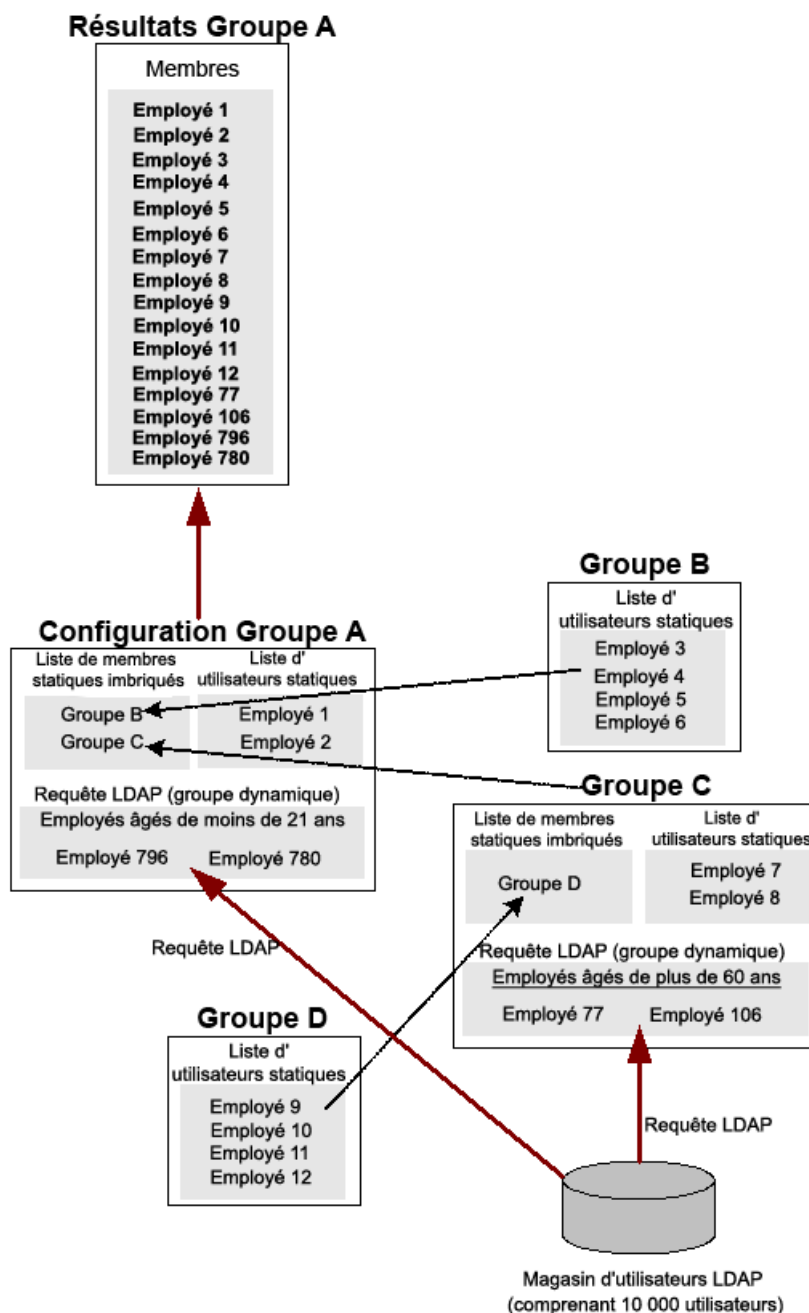 Résultats Groupe A
Membres
Employé 1
Employé 2
Employé 3
Employé 4
Employé 5
Employé 6
Employé 7
Employé 8
Employé 9
Employé 10
Employé 11
Employé 12
Employé 77
Employé 106
Employé 796
Employé 780
Groupe B
Liste d'
utilisateurs statiques
Employé 3
Employé 4
Employé 5
Employé 6
Configuration Groupe A
Liste de membres
statiques imbriqués
Liste d'
utilisateurs statiques
Groupe B
Groupe C
Employé 1
Employé 2
Requête LDAP (groupe dynamique)
Employés âgés de moins de 21 ans
Employé 796
Employé 780
Groupe C
Liste de membres
statiques imbriqués
Liste d'
utilisateurs statiques
Groupe D
Employé 7
Employé 8
Requête LDAP (groupe dynamique)
Employés âgés de plus de 60 ans
Employé 77
Employé 106
Requête LDAP
Groupe D
Liste d'
utilisateurs statiques
Employé 9
Employé 10
Employé 11
Employé 12
Requête LDAP
Magasin d'utilisateurs LDAP
(comprenant 10 000 utilisateurs)